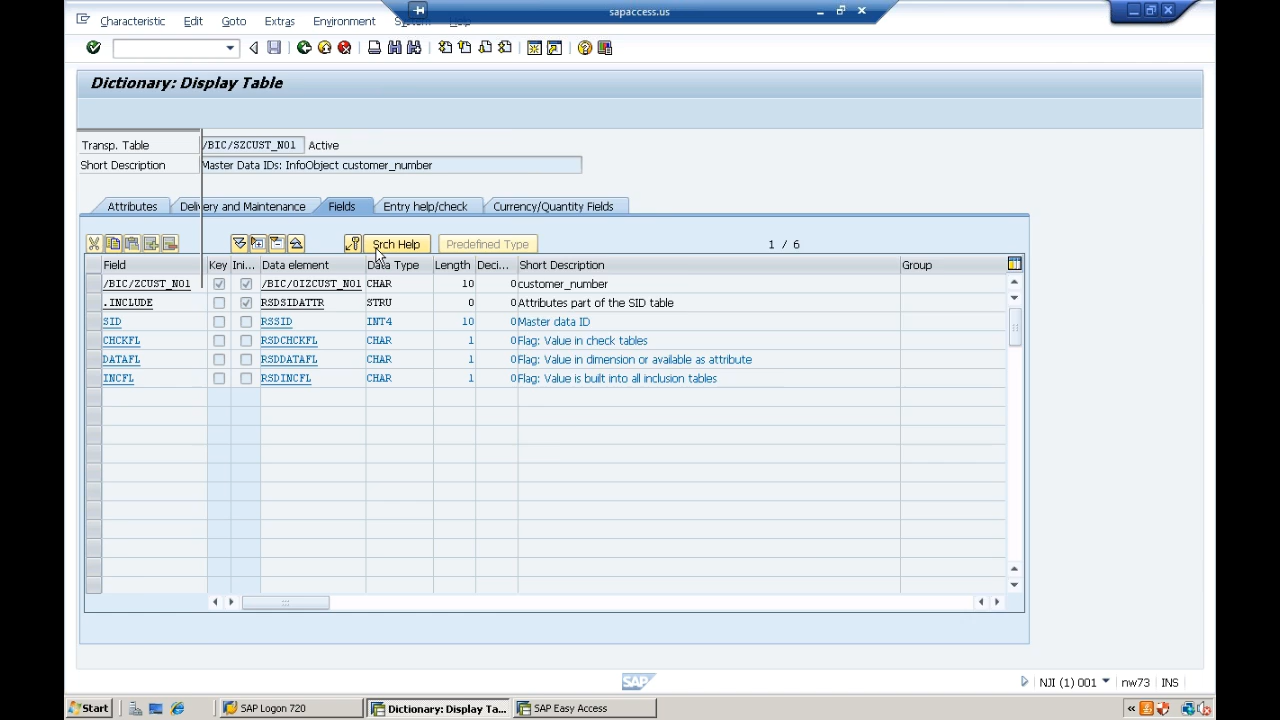 sapaccess.us
Characteristic Edit Goto Extras Environment
Dictionary: Display Table
Transp. Table /BIC/SZCUST_NO1 Active
Short Description Master Data IDs: InfoObject customer_number
Attributes Delivery and Maintenance Fields Entry help/check Currency/Quantity Fields
Srch Help Predefined Type 1 / 6
Field Key Ini... Data element Data Type Length Deci... Short Description Group
/BIC/ZCUST_NO1 /BIC/OIZCUST_NO1 CHAR 10 0 customer_number
.INCLUDE RSDSIDATTR STRU 0 0 Attributes part of the SID table
SID RSSID INT4 10 0 Master data ID
CHCKFL RSDCHCKFL CHAR 1 0 Flag: Value in check tables
DATAFL RSDDATAFL CHAR 1 0 Flag: Value in dimension or available as attribute
INCFL RSDINCFL CHAR 1 0 Flag: Value is built into all inclusion tables
SAP
NJI (1) 001 nw73 INS
Start SAP Logon 720 Dictionary: Display Ta... SAP Easy Access